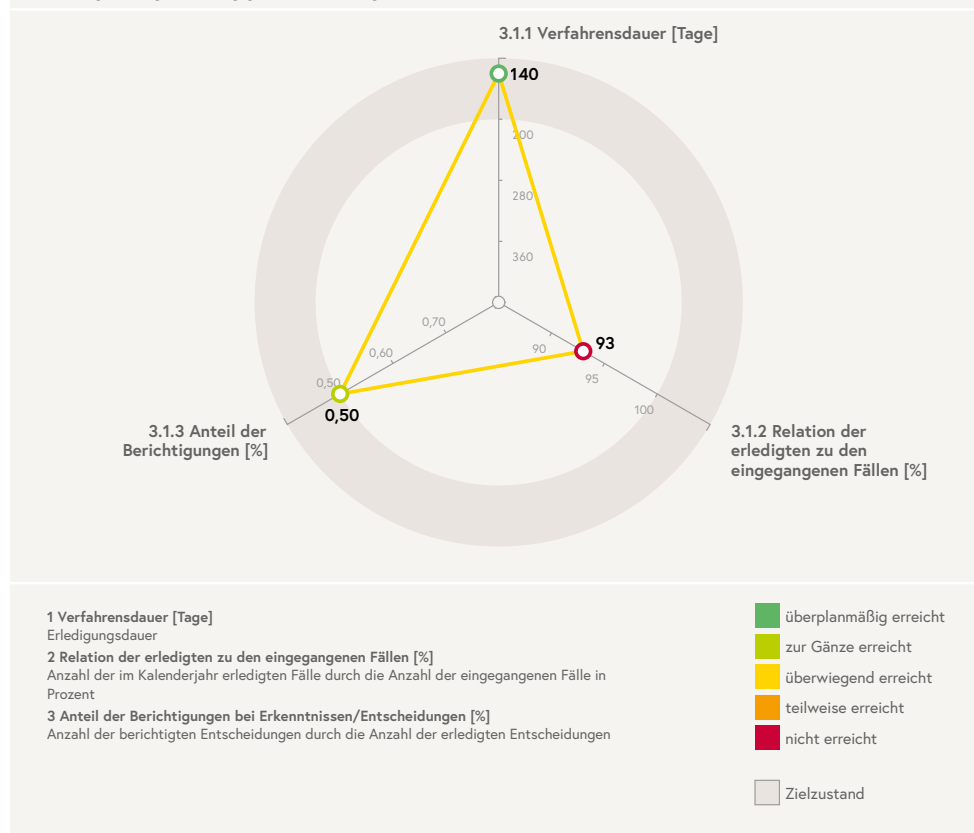 3.1.1 Verfahrensdauer [Tage]
140
200
280
360
0,70
0,60
0,50
0,50
90
93
95
100
3.1.3 Anteil der
Berichtigungen [%]
3.1.2 Relation der
erledigten zu den
eingegangenen Fällen [%]
1 Verfahrensdauer [Tage]
Erledigungsdauer
2 Relation der erledigten zu den eingegangenen Fällen [%]
Anzahl der im Kalenderjahr erledigten Fälle durch die Anzahl der eingegangenen Fälle in
Prozent
3 Anteil der Berichtigungen bei Erkenntnissen/Entscheidungen [%]
Anzahl der berichtigten Entscheidungen durch die Anzahl der erledigten Entscheidungen
überplanmäßig erreicht
zur Gänze erreicht
überwiegend erreicht
teilweise erreicht
nicht erreicht
Zielzustand